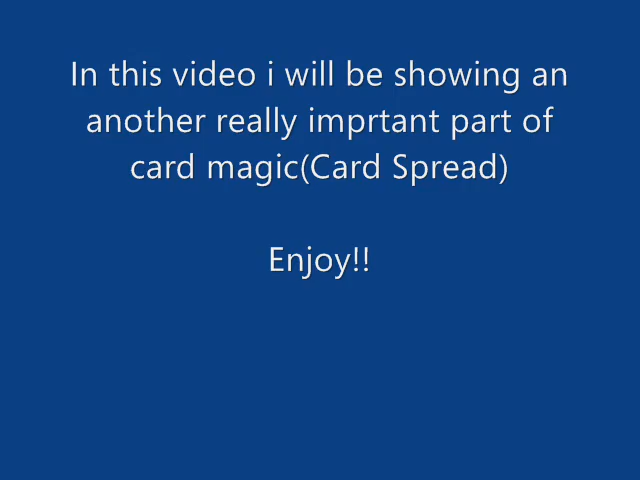 In this video i will be showing an
another really imprtant part of
card magic(Card Spread)
Enjoy!!